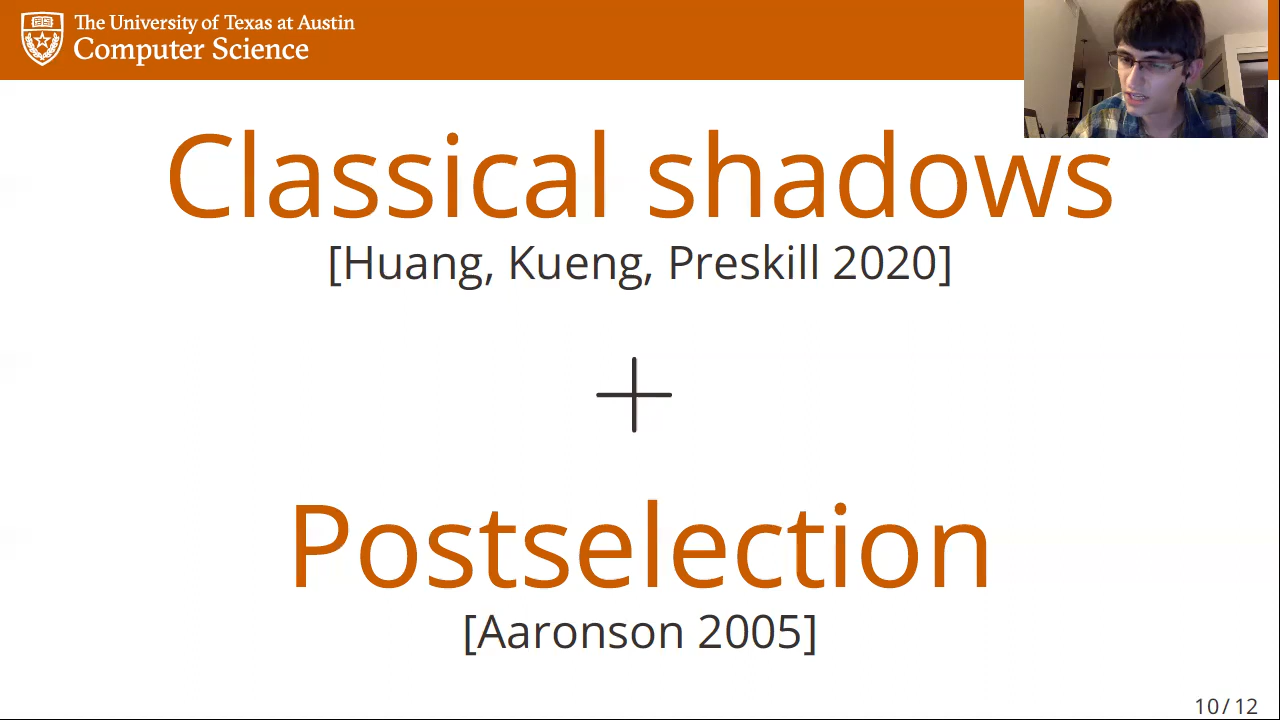 The University of Texas at Austin
Computer Science
Classical shadows
[Huang, Kueng, Preskill 2020]
+
Postselection
[Aaronson 2005]
10 / 12